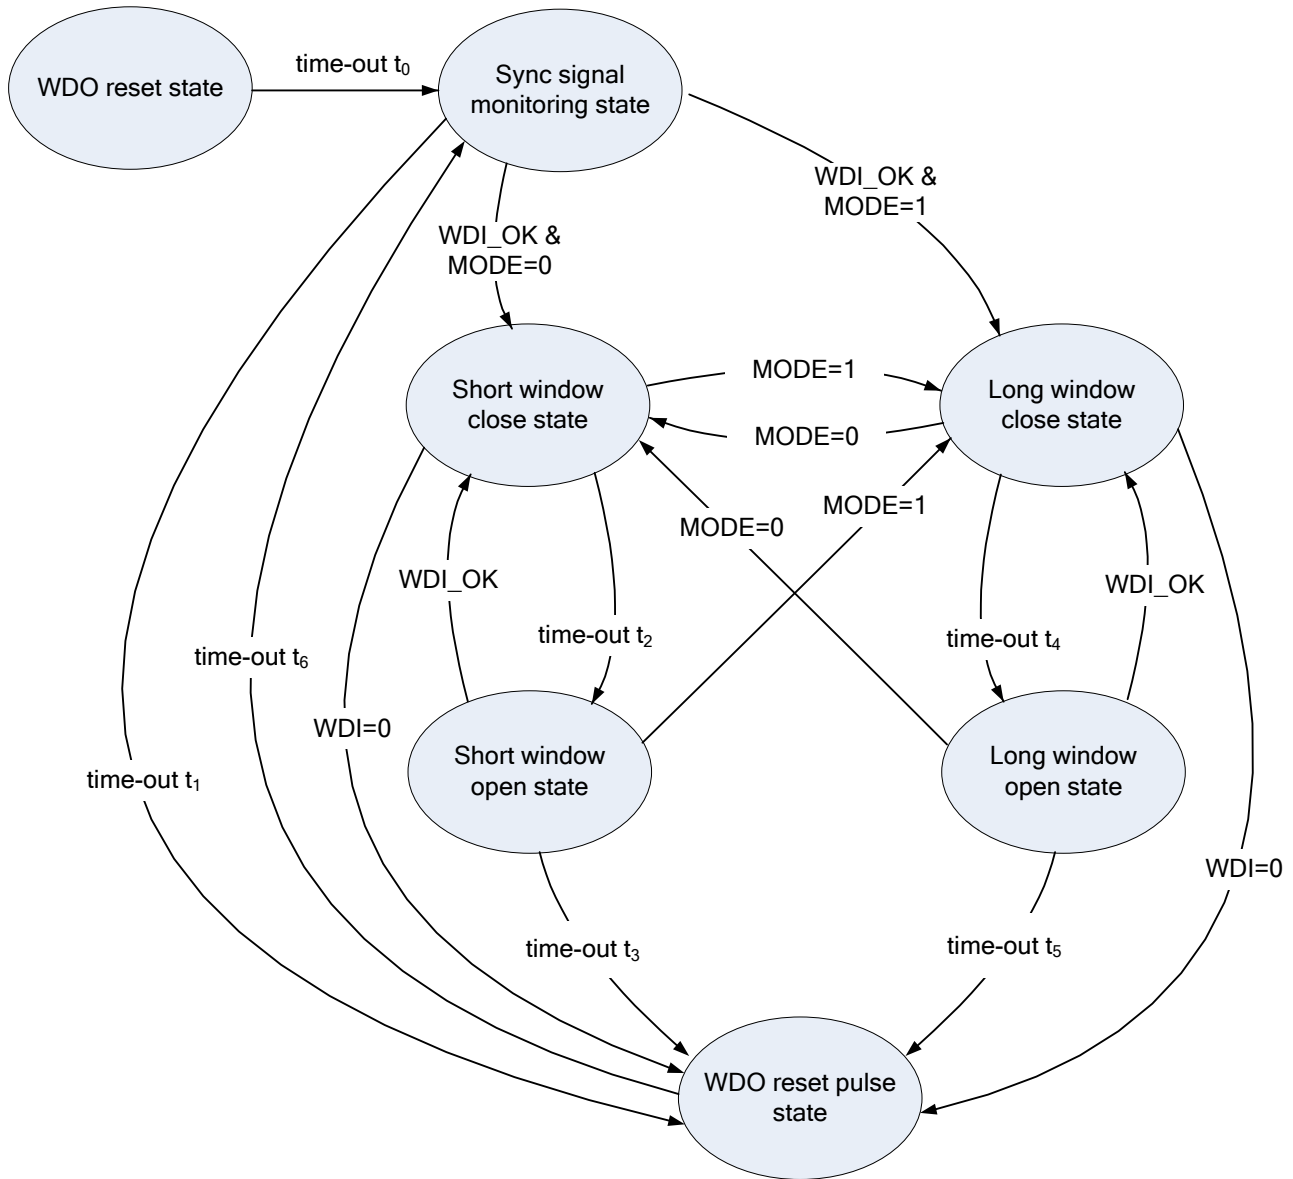 WDO reset state
time-out t₀
Sync signal
monitoring state
WDI_OK &
MODE=1
WDI_OK &
MODE=0
Short window
close state
MODE=1
MODE=0
Long window
close state
MODE=0
MODE=1
WDI_OK
time-out t₂
time-out t₄
WDI_OK
time-out t₆
WDI=0
time-out t₁
Short window
open state
Long window
open state
WDI=0
time-out t₃
time-out t₅
WDO reset pulse
state